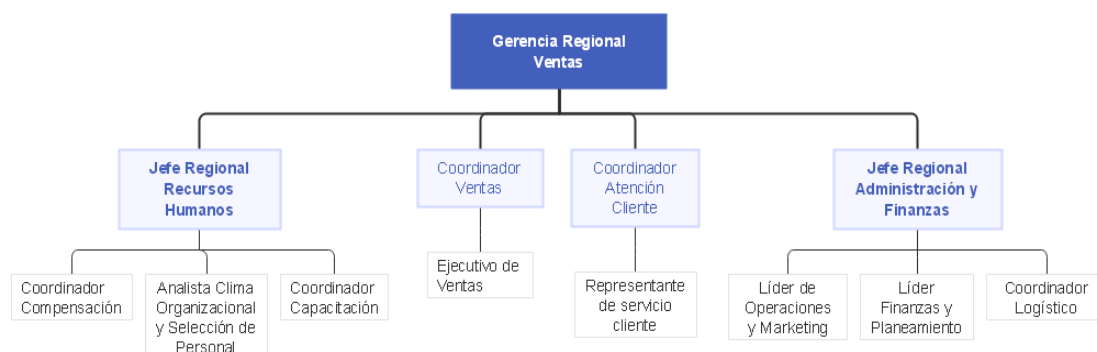 Gerencia Regional
Ventas
Jefe Regional
Recursos
Humanos
Coordinador
Ventas
Coordinador
Atención
Cliente
Jefe Regional
Administración y
Finanzas
Coordinador
Compensación
Analista Clima
Organizacional
y Selección de
Personal
Coordinador
Capacitación
Ejecutivo de
Ventas
Representante
de servicio
cliente
Líder de
Operaciones
y Marketing
Líder
Finanzas y
Planeamiento
Coordinador
Logístico